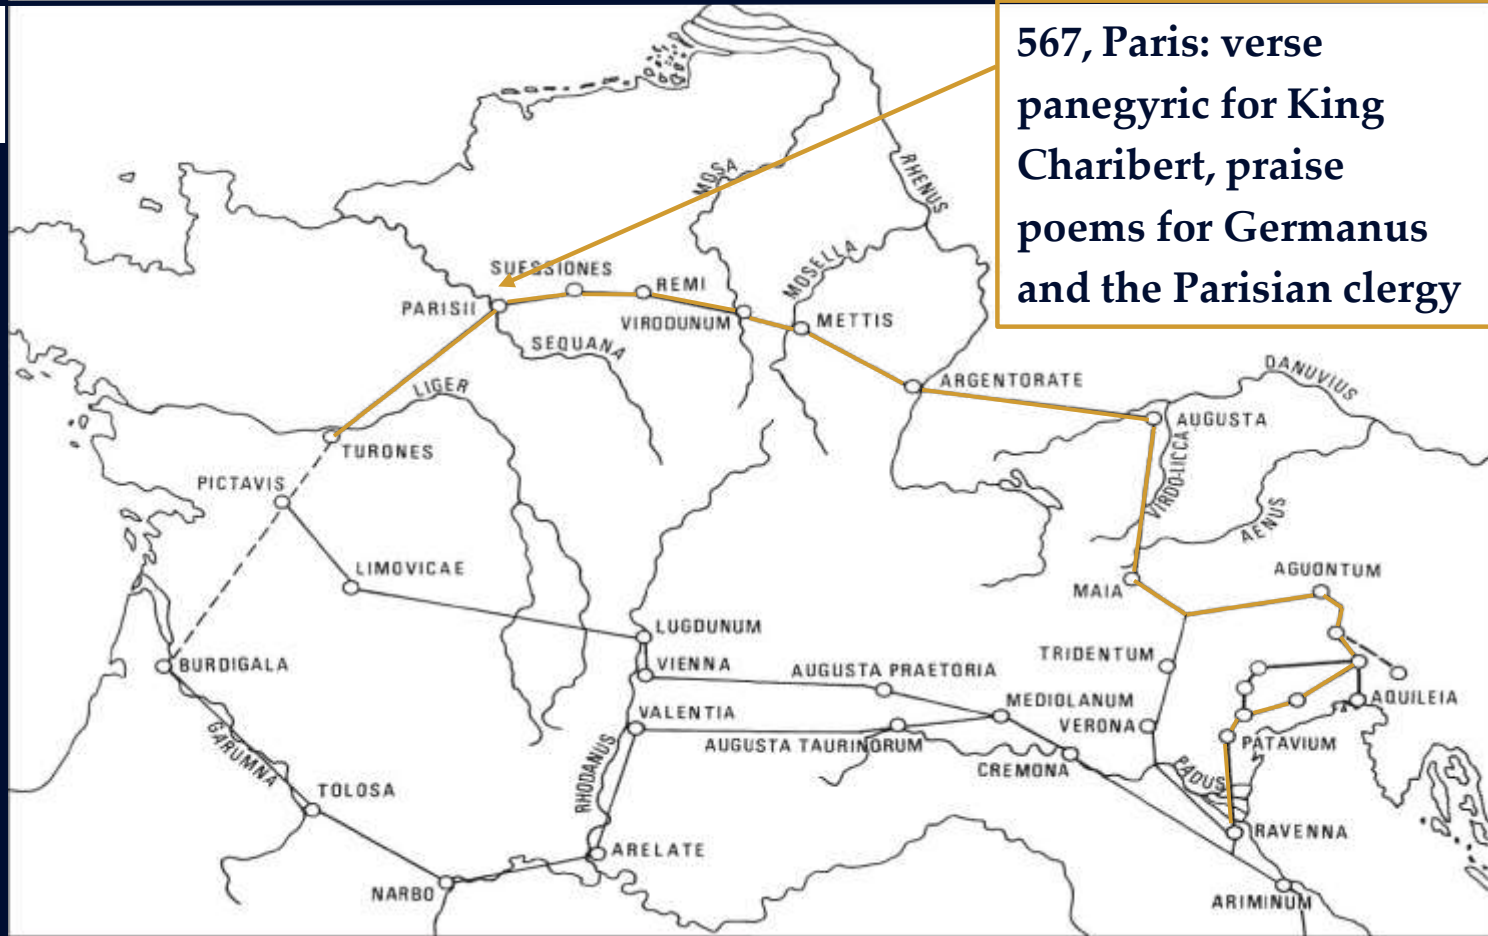 567, Paris: verse
panegyric for King
Charibert, praise
poems for Germanus
and the Parisian clergy
MOSA
RHENUS
MOSELLA
SUESSIONES
REMI
PARISII
VIRODUNUM
METTIS
SEQUANA
ARGENTORATE
DANUVIUS
LIGER
AUGUSTA
TURONES
VIRDO-LICCA
PICTAVIS
AENUS
LIMOVICAE
MAIA
AGUONTUM
LUGDUNUM
BURDIGALA
VIENNA
AUGUSTA PRAETORIA
TRIDENTUM
AQUILEIA
VALENTIA
MEDIOLANUM
VERONA
GARUMNA
AUGUSTA TAURINORUM
PATAVIUM
CREMONA
PADUS
RHODANUS
TOLOSA
RAVENNA
ARELATE
NARBO
ARIMINUM